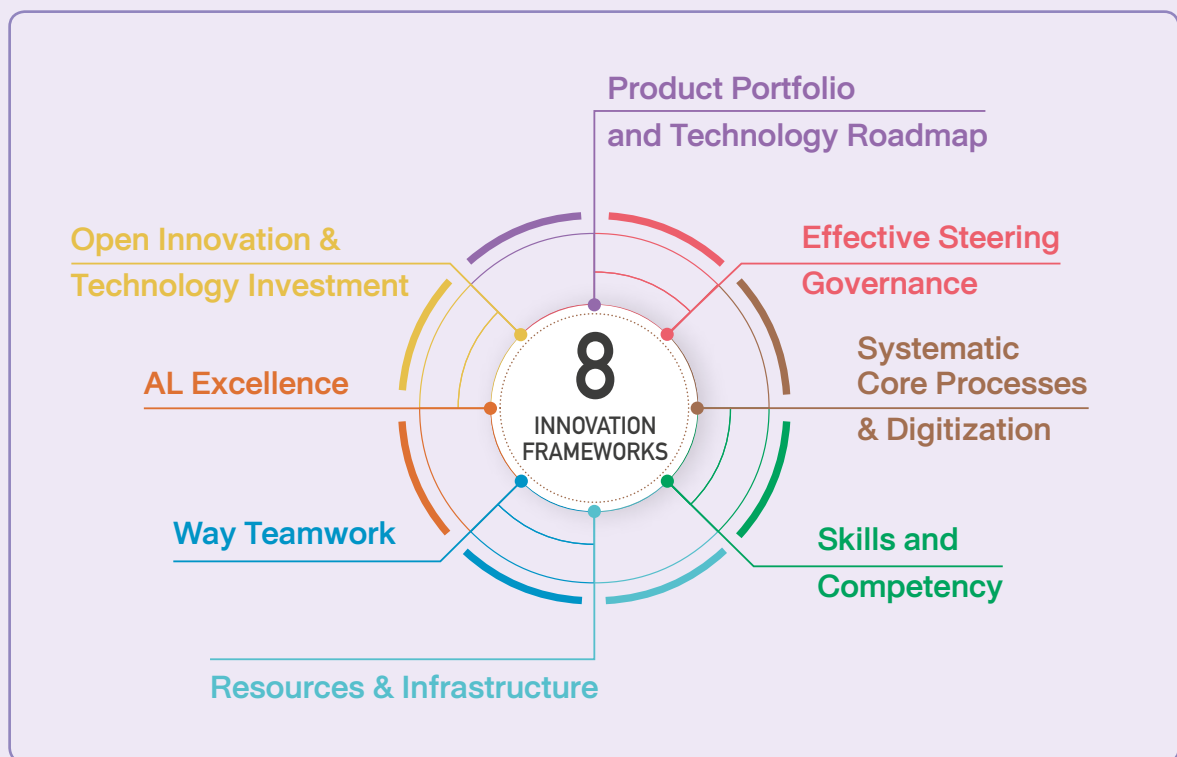 Product Portfolio
and Technology Roadmap
Open Innovation &
Technology Investment
Effective Steering
Governance
Systematic
Core Processes
& Digitization
AL Excellence
8
INNOVATION
FRAMEWORKS
Way Teamwork
Skills and
Competency
Resources & Infrastructure